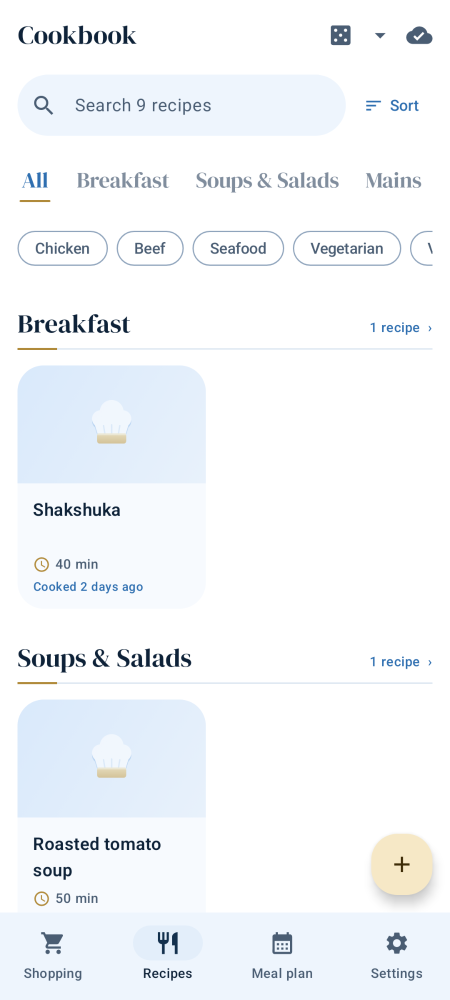 Cookbook
Search 9 recipes
Sort
All Breakfast Soups & Salads Mains
Chicken Beef Seafood Vegetarian
Breakfast
1 recipe ›
Shakshuka
40 min
Cooked 2 days ago
Soups & Salads
1 recipe ›
Roasted tomato
soup
50 min
+
Shopping Recipes Meal plan Settings